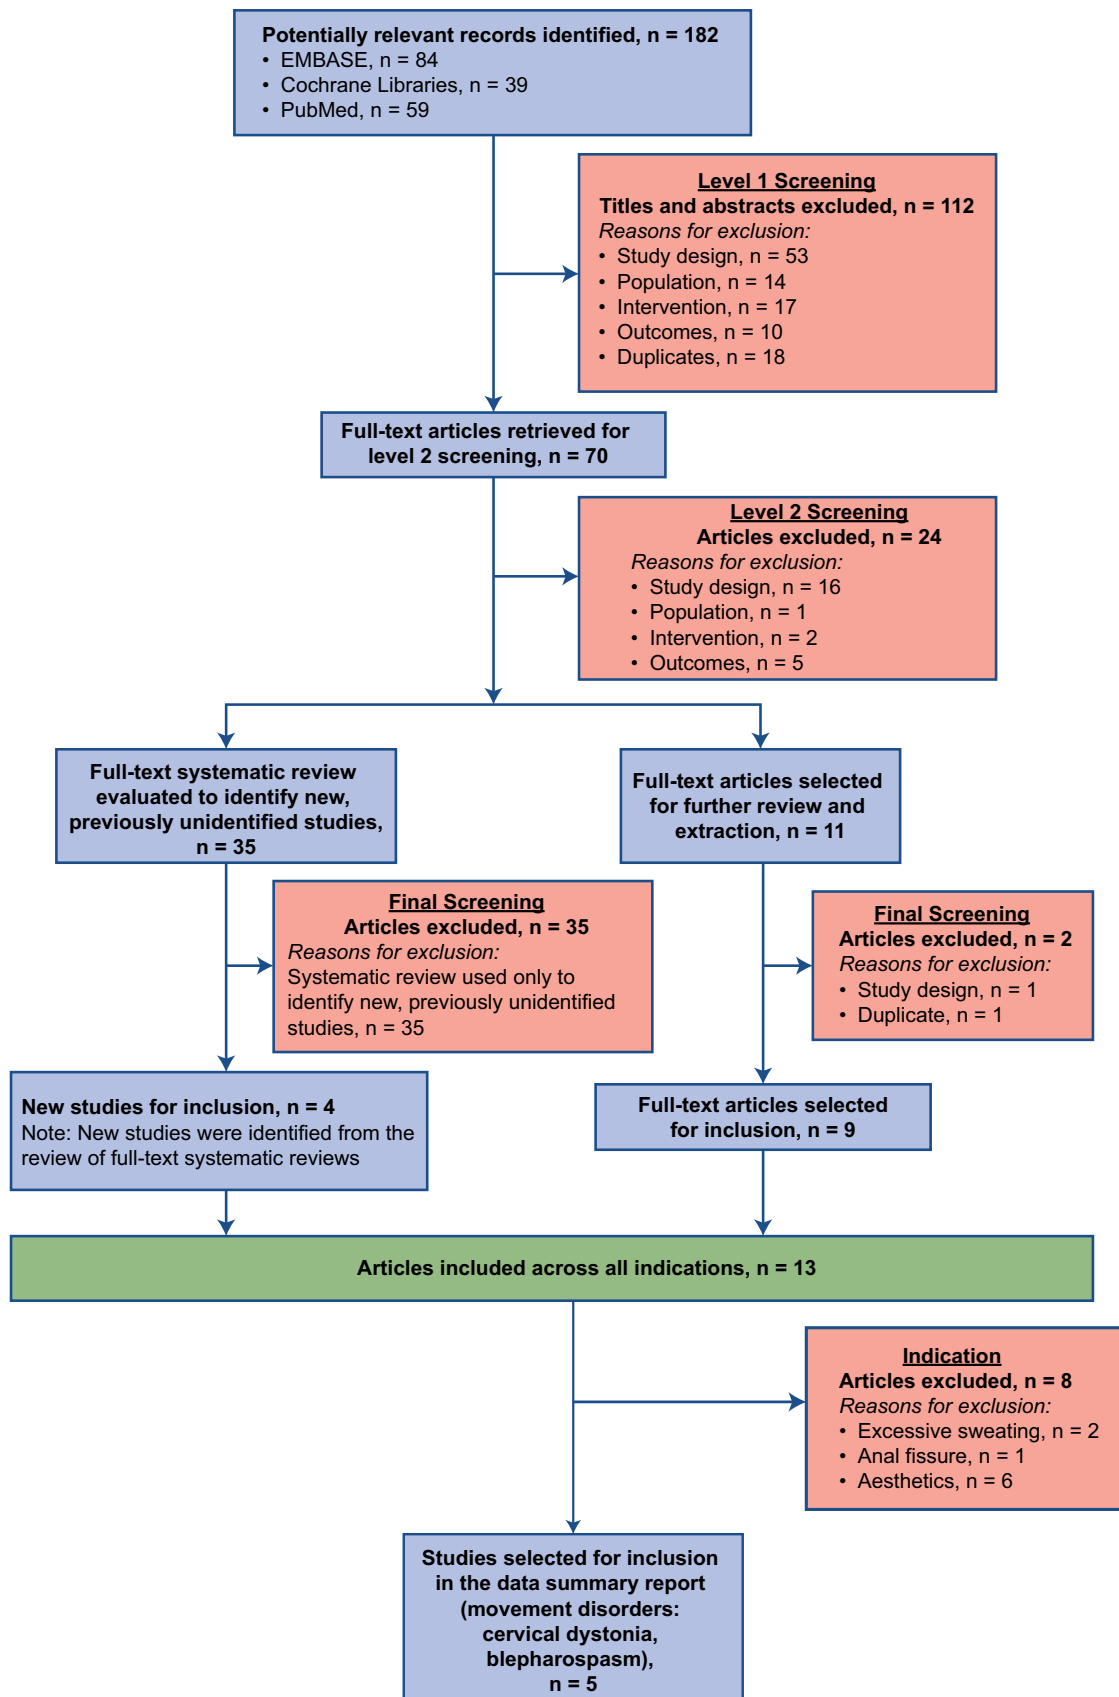 Potentially relevant records identified, n = 182
• EMBASE, n = 84
• Cochrane Libraries, n = 39
• PubMed, n = 59
Level 1 Screening
Titles and abstracts excluded, n = 112
Reasons for exclusion:
• Study design, n = 53
• Population, n = 14
• Intervention, n = 17
• Outcomes, n = 10
• Duplicates, n = 18
Full-text articles retrieved for
level 2 screening, n = 70
Level 2 Screening
Articles excluded, n = 24
Reasons for exclusion:
• Study design, n = 16
• Population, n = 1
• Intervention, n = 2
• Outcomes, n = 5
Full-text systematic review
evaluated to identify new,
previously unidentified studies,
n = 35
Full-text articles selected
for further review and
extraction, n = 11
Final Screening
Articles excluded, n = 35
Reasons for exclusion:
Systematic review used only to
identify new, previously unidentified
studies, n = 35
Final Screening
Articles excluded, n = 2
Reasons for exclusion:
• Study design, n = 1
• Duplicate, n = 1
New studies for inclusion, n = 4
Note: New studies were identified from the
review of full-text systematic reviews
Full-text articles selected
for inclusion, n = 9
Articles included across all indications, n = 13
Indication
Articles excluded, n = 8
Reasons for exclusion:
• Excessive sweating, n = 2
• Anal fissure, n = 1
• Aesthetics, n = 6
Studies selected for inclusion
in the data summary report
(movement disorders:
cervical dystonia,
blepharospasm),
n = 5